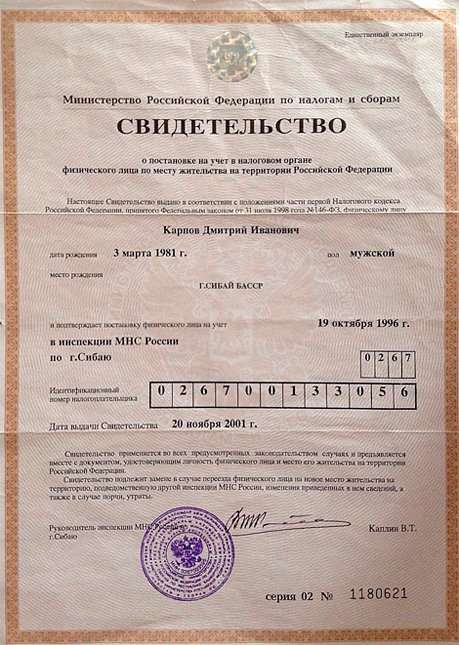 Единственный экземпляр
Министерство Российской Федерации по налогам и сборам
СВИДЕТЕЛЬСТВО
о постановке на учет в налоговом органе
физического лица по месту жительства на территории Российской Федерации
Настоящее Свидетельство выдано в соответствии с положениями части первой Налогового кодекса
Российской Федерации, принятого Федеральным законом от 31 июля 1998 года №146-ФЗ, физическому лицу
Карпов Дмитрий Иванович
дата рождения 3 марта 1981 г. пол мужской
место рождения
Г.СИБАЙ БАССР
и подтверждает постановку физического лица на учет 19 октября 1996 г.
в инспекции МНС России
по г.Сибаю 0267
Идентификационный 026700133056
номер налогоплательщика
Дата выдачи Свидетельства 20 ноября 2001 г.
Свидетельство применяется во всех предусмотренных законодательством случаях и предъявляется
вместе с документом, удостоверяющим личность физического лица и место его жительства на территории
Российской Федерации.
Свидетельство подлежит замене в случае переезда на новое место жительства на
территорию, подведомственную другой инспекции МНС России, изменения приведенных в нем сведений, а
также в случае порчи, утраты.
Руководитель инспекции МНС России Каплин В.Т.
г.Сибаю
серия 02 № 1180621